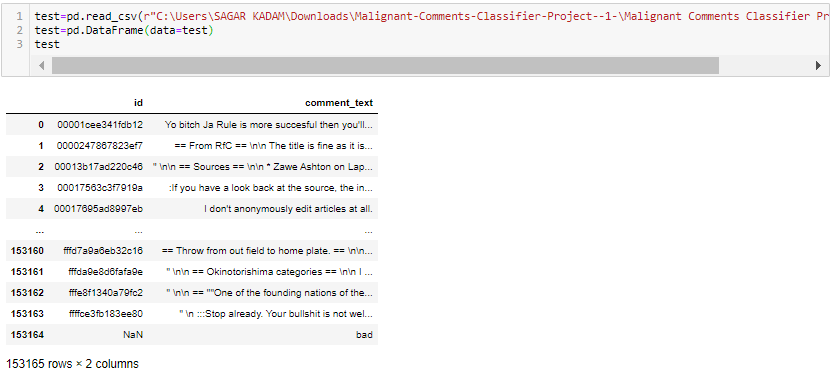 1 test=pd.read_csv(r"C:\Users\SAGAR KADAM\Downloads\Malignant-Comments-Classifier-Project--1-\Malignant Comments Classifier Pr
2 test=pd.DataFrame(data=test)
3 test
id comment_text
0 00001cee341fdb12 Yo bitch Ja Rule is more succesful then you'll...
1 0000247867823ef7 == From RfC == \n\n The title is fine as it is...
2 00013b17ad220c46 " \n\n == Sources == \n\n * Zawe Ashton on Lap...
3 00017563c3f7919a :If you have a look back at the source, the in...
4 00017695ad8997eb I don't anonymously edit articles at all.
... ... ...
153160 fffd7a9a6eb32c16 == Throw from out field to home plate. == \n\n...
153161 fffda9e8d6fafa9e " \n\n == Okinotorishima categories == \n\n I ...
153162 fffe8f1340a79fc2 " \n\n == ""One of the founding nations of the...
153163 ffffce3fb183ee80 " \n :::Stop already. Your bullshit is not wel...
153164 NaN bad
153165 rows × 2 columns